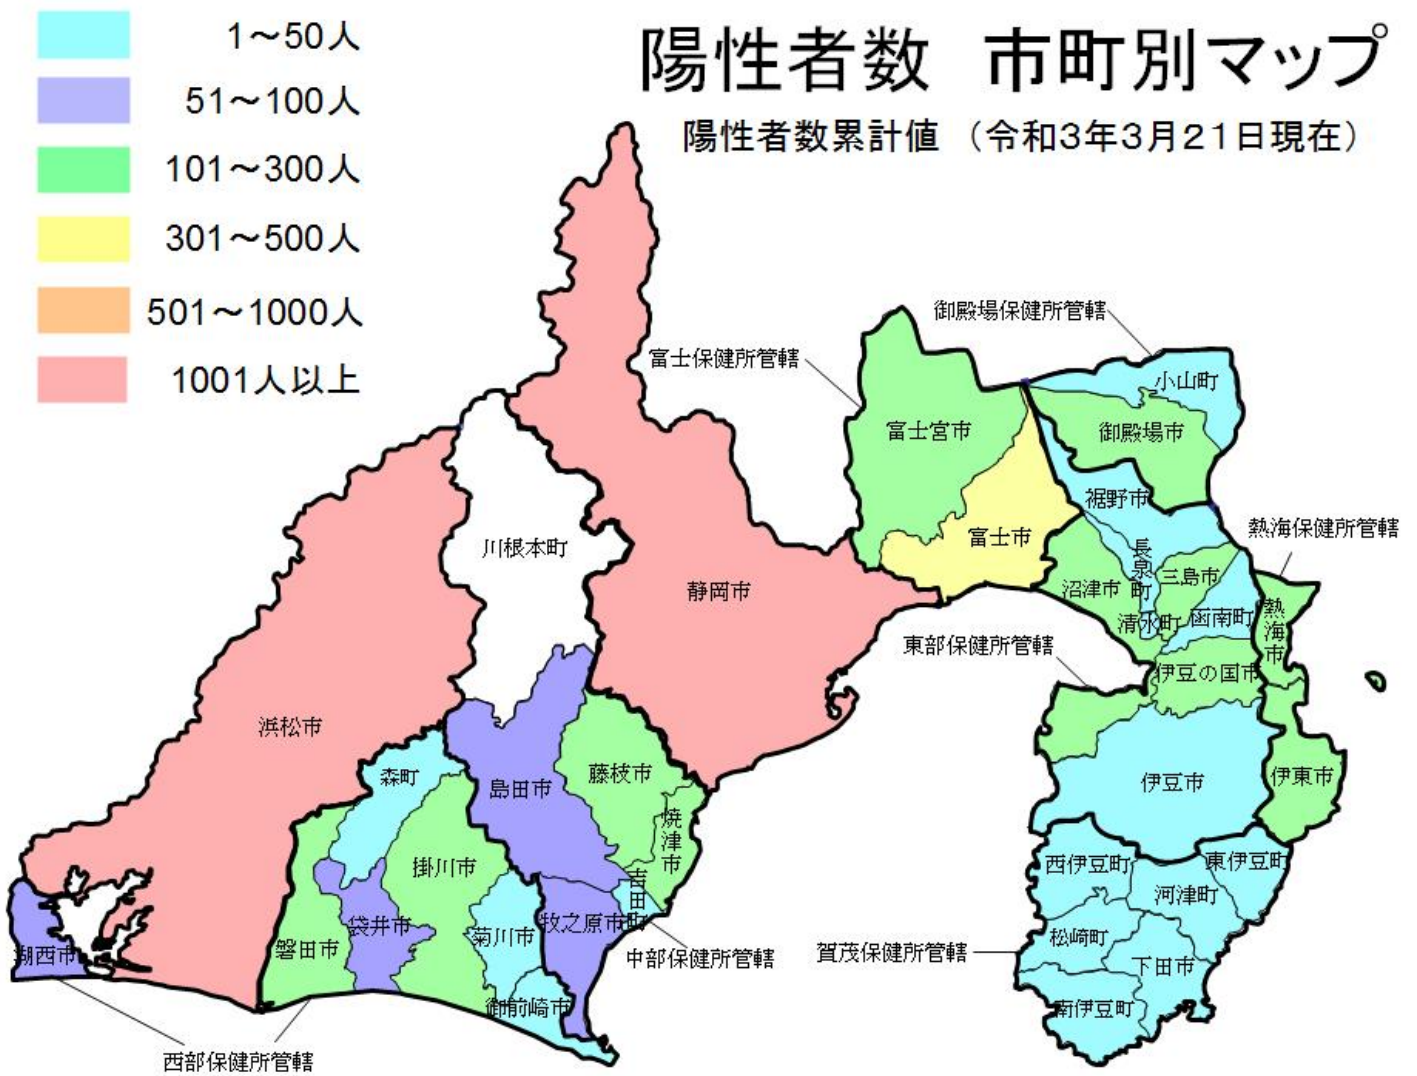 陽性者数 市町別マップ
陽性者数累計値 （令和3年3月21日現在）
1～50人
51～100人
101～300人
301～500人
501～1000人
1001人以上
御殿場保健所管轄
富士保健所管轄
小山町
御殿場市
富士宮市
裾野市
富士市
熱海保健所管轄
川根本町
長泉町
三島市
沼津市
静岡市
函南町
清水町
熱海市
東部保健所管轄
伊豆の国市
浜松市
森町
島田市
藤枝市
伊豆市
伊東市
焼津市
掛川市
西伊豆町
東伊豆町
河津町
吉田町
牧之原市
袋井市
菊川市
磐田市
湖西市
松崎町
賀茂保健所管轄
中部保健所管轄
下田市
御前崎市
南伊豆町
西部保健所管轄